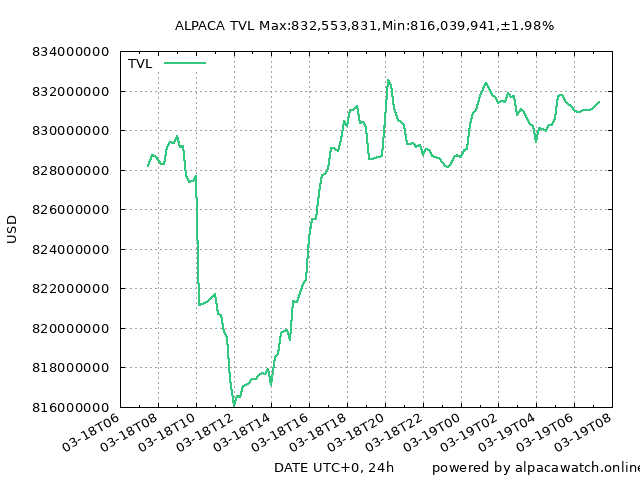 ALPACA TVL Max:832,553,831,Min:816,039,941,±1.98%
TVL
834000000
832000000
830000000
828000000
826000000
824000000
822000000
820000000
818000000
816000000
USD
03-18T06
03-18T08
03-18T10
03-18T12
03-18T14
03-18T16
03-18T18
03-18T20
03-18T22
03-19T00
03-19T02
03-19T04
03-19T06
03-19T08
DATE UTC+0, 24h
powered by alpacawatch.online